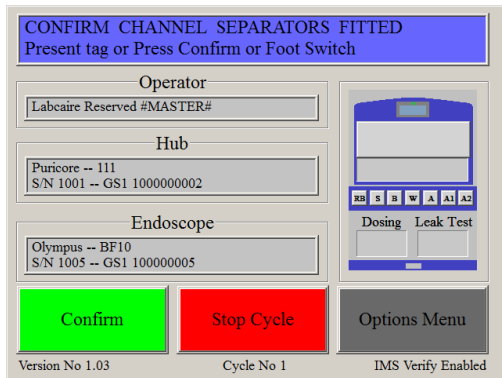 CONFIRM CHANNEL SEPARATORS FITTED
Present tag or Press Confirm or Foot Switch
Operator
Labcaire Reserved #MASTER#
Hub
Puricore -- 111
S/N 1001 -- GS1 1000000002
Endoscope
Olympus -- BF10
S/N 1005 -- GS1 100000005
RB S B W A A1 A2
Dosing Leak Test
Confirm Stop Cycle Options Menu
Version No 1.03 Cycle No 1 IMS Verify Enabled